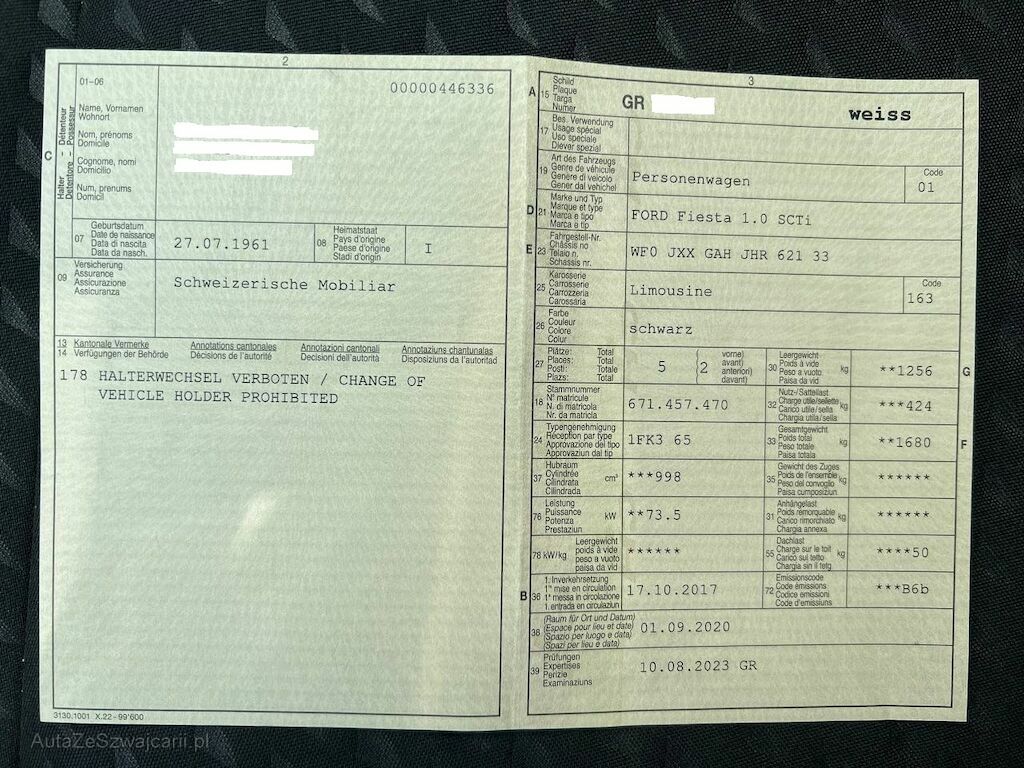 2
01-06
00000446336
C
Halter
Détenteur
Detentore - Possessur
Name, Vornamen
Wohnort
Nom, prénoms
Domicile
Cognome, nomi
Domicilio
Num, prenums
Domicil
07
Geburtsdatum
Date de naissance
Data di nascita
Data da nasch.
27.07.1961
08
Heimatstaat
Pays d'origine
Paese d'origine
Stadi d'origin
I
09
Versicherung
Assurance
Assicurazione
Assicuranza
Schweizerische Mobiliar
13 Kantonale Vermerke
14 Verfügungen der Behörde
Annotations cantonales
Décisions de l'autorité
Annotazioni cantonali
Decisioni dell'autorità
Annotaziuns chantunalas
Disposiziuns da l'autoritad
178 HALTERWECHSEL VERBOTEN / CHANGE OF
VEHICLE HOLDER PROHIBITED
3130.1001 X.22 - 99'600
3
A 15
Schild
Plaque
Targa
Numer
GR
weiss
17
Bes. Verwendung
Usage spécial
Uso speciale
Diever spezial
19
Art des Fahrzeugs
Genre de véhicule
Genere di veicolo
Gener dal vehichel
Personenwagen
Code
01
D 21
Marke und Typ
Marque et type
Marca e tipo
Marca e tip
FORD Fiesta 1.0 SCTi
E 23
Fahrgestell-Nr.
Châssis no
Telaio n.
Schassis nr.
WF0 JXX GAH JHR 621 33
25
Karosserie
Carrosserie
Carrozzeria
Carossaria
Limousine
Code
163
26
Farbe
Couleur
Colore
Colur
schwarz
27
Plätze: Total
Places: Total
Posti: Totale
Plazs: Total
5
(2
vorne)
avant)
anteriori)
davant)
30
Leergewicht
Poids à vide
Peso a vuoto
Paisa da vid
kg
**1256
G
18
Stammnummer
N° matricule
N. di matricola
Nr. da matricla
671.457.470
32
Nutz-/Sattellast
Charge utile/sellette
Carico utile/sella
Chargia utila/sella
kg
***424
24
Typengenehmigung
Réception par type
Approvazione del tipo
Approvaziun dal tip
1FK3 65
33
Gesamtgewicht
Poids total
Peso totale
Paisa totala
kg
**1680
F
37
Hubraum
Cylindrée
Cilindrata
Cilindrada
cm³
***998
35
Gewicht des Zuges
Poids de l'ensemble
Peso del convoglio
Paisa cumposiziun
kg
******
76
Leistung
Puissance
Potenza
Prestaziun
kW
**73.5
31
Anhängelast
Poids remorquable
Carico rimorchiato
Chargia annexa
kg
******
78 kW/kg
Leergewicht
poids à vide
peso a vuoto
paisa da vid
******
55
Dachlast
Charge sur le toit
Carico sul tetto
Chargia sin il tetg
kg
****50
B 36
1. Inverkehrsetzung
1re mise en circulation
1a messa in circolazione
1. entrada en circulaziun
17.10.2017
72
Emissionscode
Code émissions
Codice emissioni
Code d'emissiuns
***B6b
38
(Raum für Ort und Datum)
(Espace pour lieu et date)
(Spazio per luogo e data)
(Spazi per lieu e data)
01.09.2020
39
Prüfungen
Expertises
Perizie
Examinaziuns
10.08.2023 GR
AutaZeSzwajcarii.pl